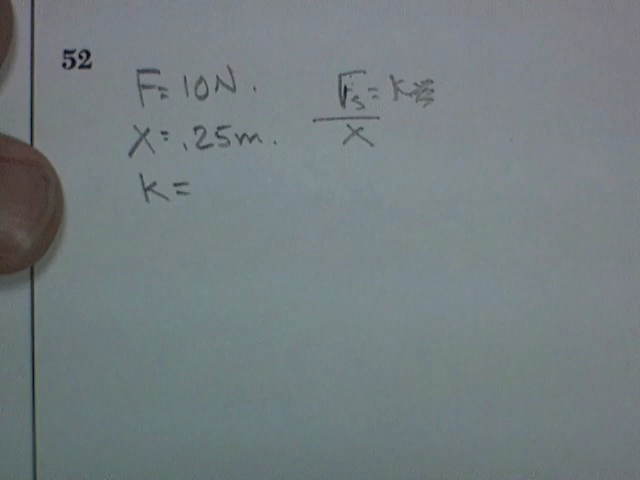 52
F = 10N.
X = .25m.
K =
Fs = K
X